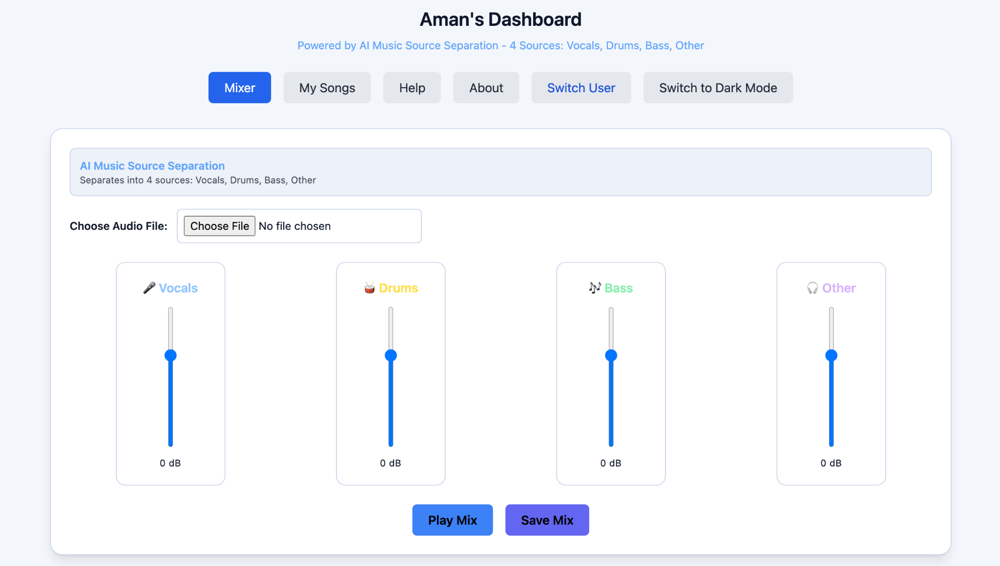 Aman's Dashboard
Powered by AI Music Source Separation - 4 Sources: Vocals, Drums, Bass, Other
Mixer My Songs Help About Switch User Switch to Dark Mode
AI Music Source Separation
Separates into 4 sources: Vocals, Drums, Bass, Other
Choose Audio File: Choose File No file chosen
Vocals Drums Bass Other
0 dB 0 dB 0 dB 0 dB
Play Mix Save Mix